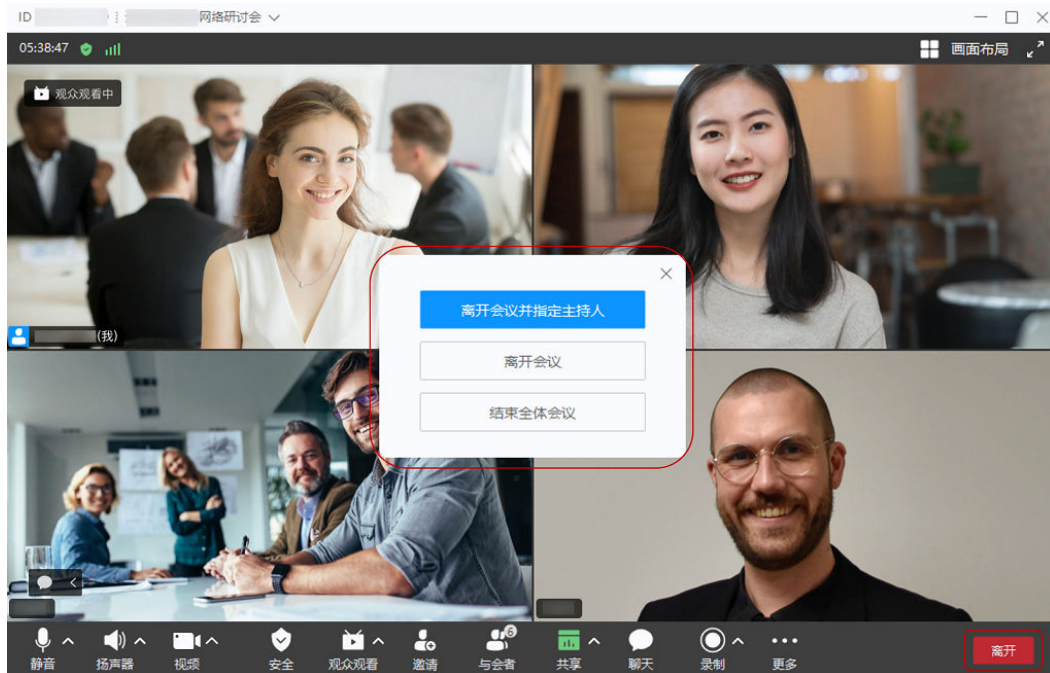 ID
网络研讨会
05:38:47
画面布局
观众观看中
(我)
离开会议并指定主持人
离开会议
结束全体会议
6
静音
扬声器
视频
安全
观众观看
邀请
与会者
共享
聊天
录制
更多
离开